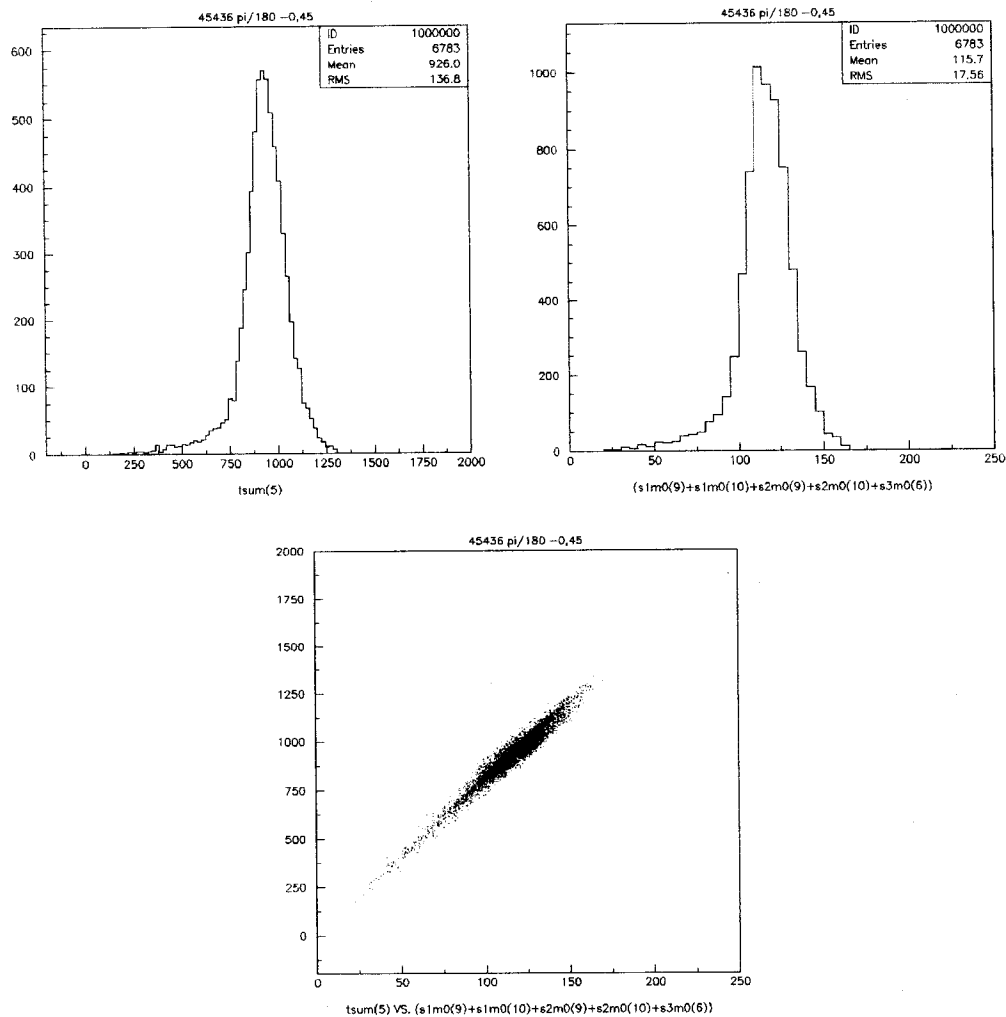 45436 pi/180 -0,45
ID 1000000
Entries 6783
Mean 926.0
RMS 136.8
600
500
400
300
200
100
0
0 250 500 750 1000 1250 1500 1750 2000
tsum(5)
45436 pi/180 -0,45
ID 1000000
Entries 6783
Mean 115.7
RMS 17.56
1000
800
600
400
200
0
0 50 100 150 200 250
(s1m0(9)+s1m0(10)+s2m0(9)+s2m0(10)+s3m0(6))
45436 pi/180 -0,45
2000
1750
1500
1250
1000
750
500
250
0
0 50 100 150 200 250
tsum(5) VS. (s1m0(9)+s1m0(10)+s2m0(9)+s2m0(10)+s3m0(6))